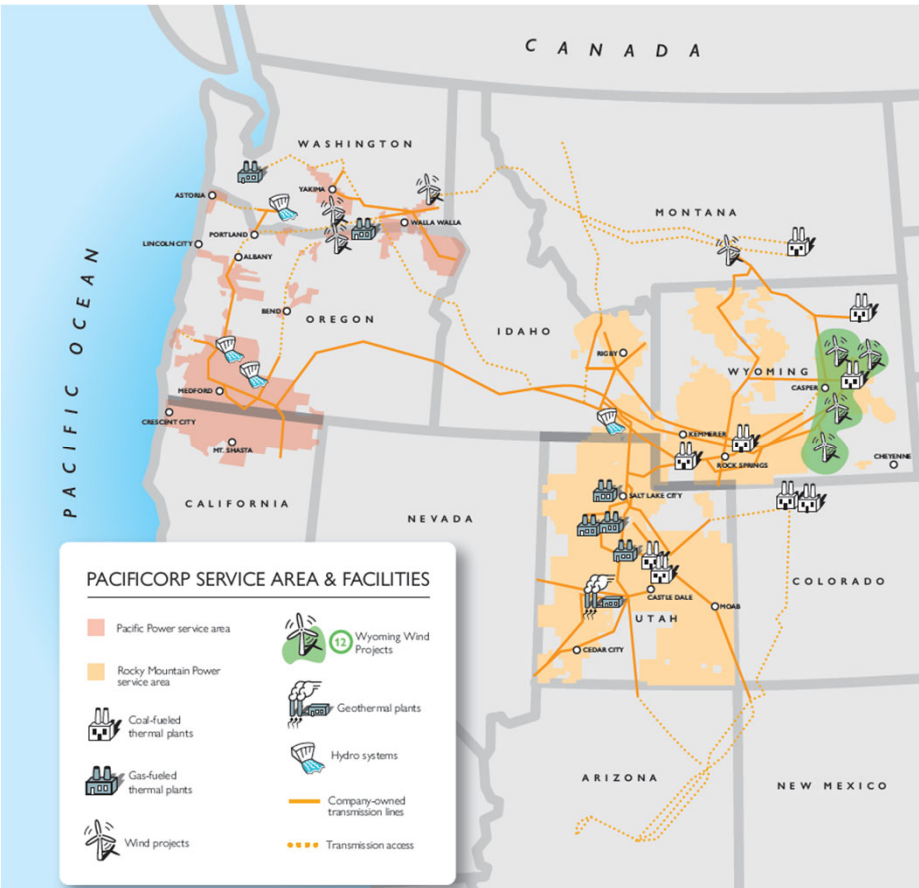 CANADA
WASHINGTON
ASTORIA
YAKIMA
WALLA WALLA
MONTANA
PORTLAND
LINCOLN CITY
ALBANY
PACIFIC OCEAN
BEND
OREGON
IDAHO
RIGBY
WYOMING
CASPER
MEDFORD
CRESCENT CITY
MT. SHASTA
KEMMERER
ROCK SPRINGS
CHEYENNE
SALT LAKE CITY
CALIFORNIA
NEVADA
COLORADO
CASTLE DALE
MOAB
UTAH
CEDAR CITY
ARIZONA
NEW MEXICO
PACIFICORP SERVICE AREA & FACILITIES
Pacific Power service area
Rocky Mountain Power
service area
Coal-fueled
thermal plants
Gas-fueled
thermal plants
Wind projects
12
Wyoming Wind
Projects
Geothermal plants
Hydro systems
Company-owned
transmission lines
Transmission access